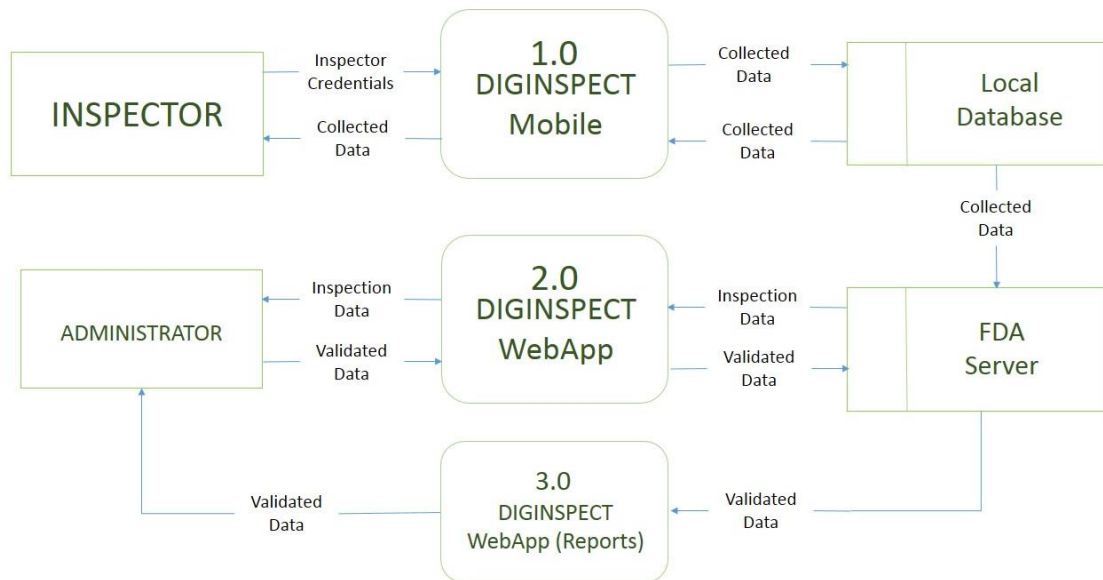 INSPECTOR
Inspector
Credentials
Collected
Data
1.0
DIGINSPECT
Mobile
Collected
Data
Collected
Data
Local
Database
Collected
Data
ADMINISTRATOR
Inspection
Data
Validated
Data
2.0
DIGINSPECT
WebApp
Inspection
Data
Validated
Data
FDA
Server
Validated
Data
3.0
DIGINSPECT
WebApp (Reports)
Validated
Data